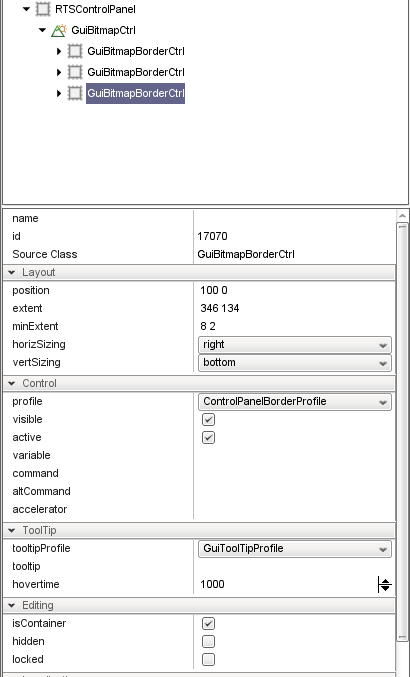 RTSControlPanel
GuiBitmapCtrl
GuiBitmapBorderCtrl
GuiBitmapBorderCtrl
GuiBitmapBorderCtrl
name
id 17070
Source Class GuiBitmapBorderCtrl
Layout
position 100 0
extent 346 134
minExtent 8 2
horizSizing right
vertSizing bottom
Control
profile ControlPanelBorderProfile
visible
active
variable
command
altCommand
accelerator
ToolTip
tooltipProfile GuiToolTipProfile
tooltip
hovertime 1000
Editing
isContainer
hidden
locked